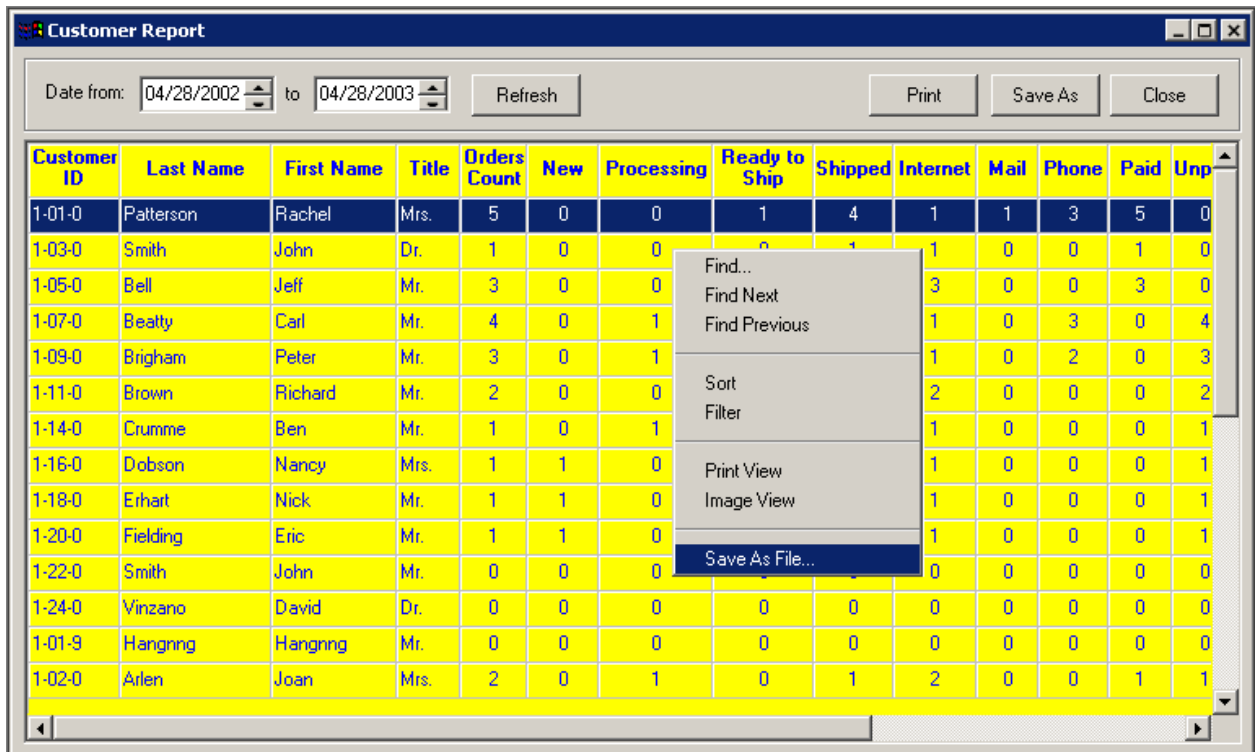 Customer Report
Date from: 04/28/2002 to 04/28/2003 Refresh Print Save As Close
Customer ID Last Name First Name Title Orders Count New Processing Ready to Ship Shipped Internet Mail Phone Paid Unp
1-01-0 Patterson Rachel Mrs. 5 0 0 1 4 1 1 3 5 0
1-03-0 Smith John Dr. 1 0 0 1 0 0 1 0
1-05-0 Bell Jeff Mr. 3 0 0 3 0 0 3 0
1-07-0 Beatty Carl Mr. 4 0 1 1 0 3 0 4
1-09-0 Brigham Peter Mr. 3 0 1 1 0 2 0 3
1-11-0 Brown Richard Mr. 2 0 0 2 0 0 0 2
1-14-0 Crumme Ben Mr. 1 0 1 1 0 0 0 1
1-16-0 Dobson Nancy Mrs. 1 1 0 1 0 0 0 1
1-18-0 Erhart Nick Mr. 1 1 0 1 0 0 0 1
1-20-0 Fielding Eric Mr. 1 1 0 1 0 0 0 1
1-22-0 Smith John Mr. 0 0 0 0 0 0 0 0
1-24-0 Vinzano David Dr. 0 0 0 0 0 0 0 0 0 0
1-01-9 Hangnng Hangnng Mr. 0 0 0 0 0 0 0 0 0 0
1-02-0 Arlen Joan Mrs. 2 0 1 0 1 2 0 0 1 1
Find...
Find Next
Find Previous
Sort
Filter
Print View
Image View
Save As File...